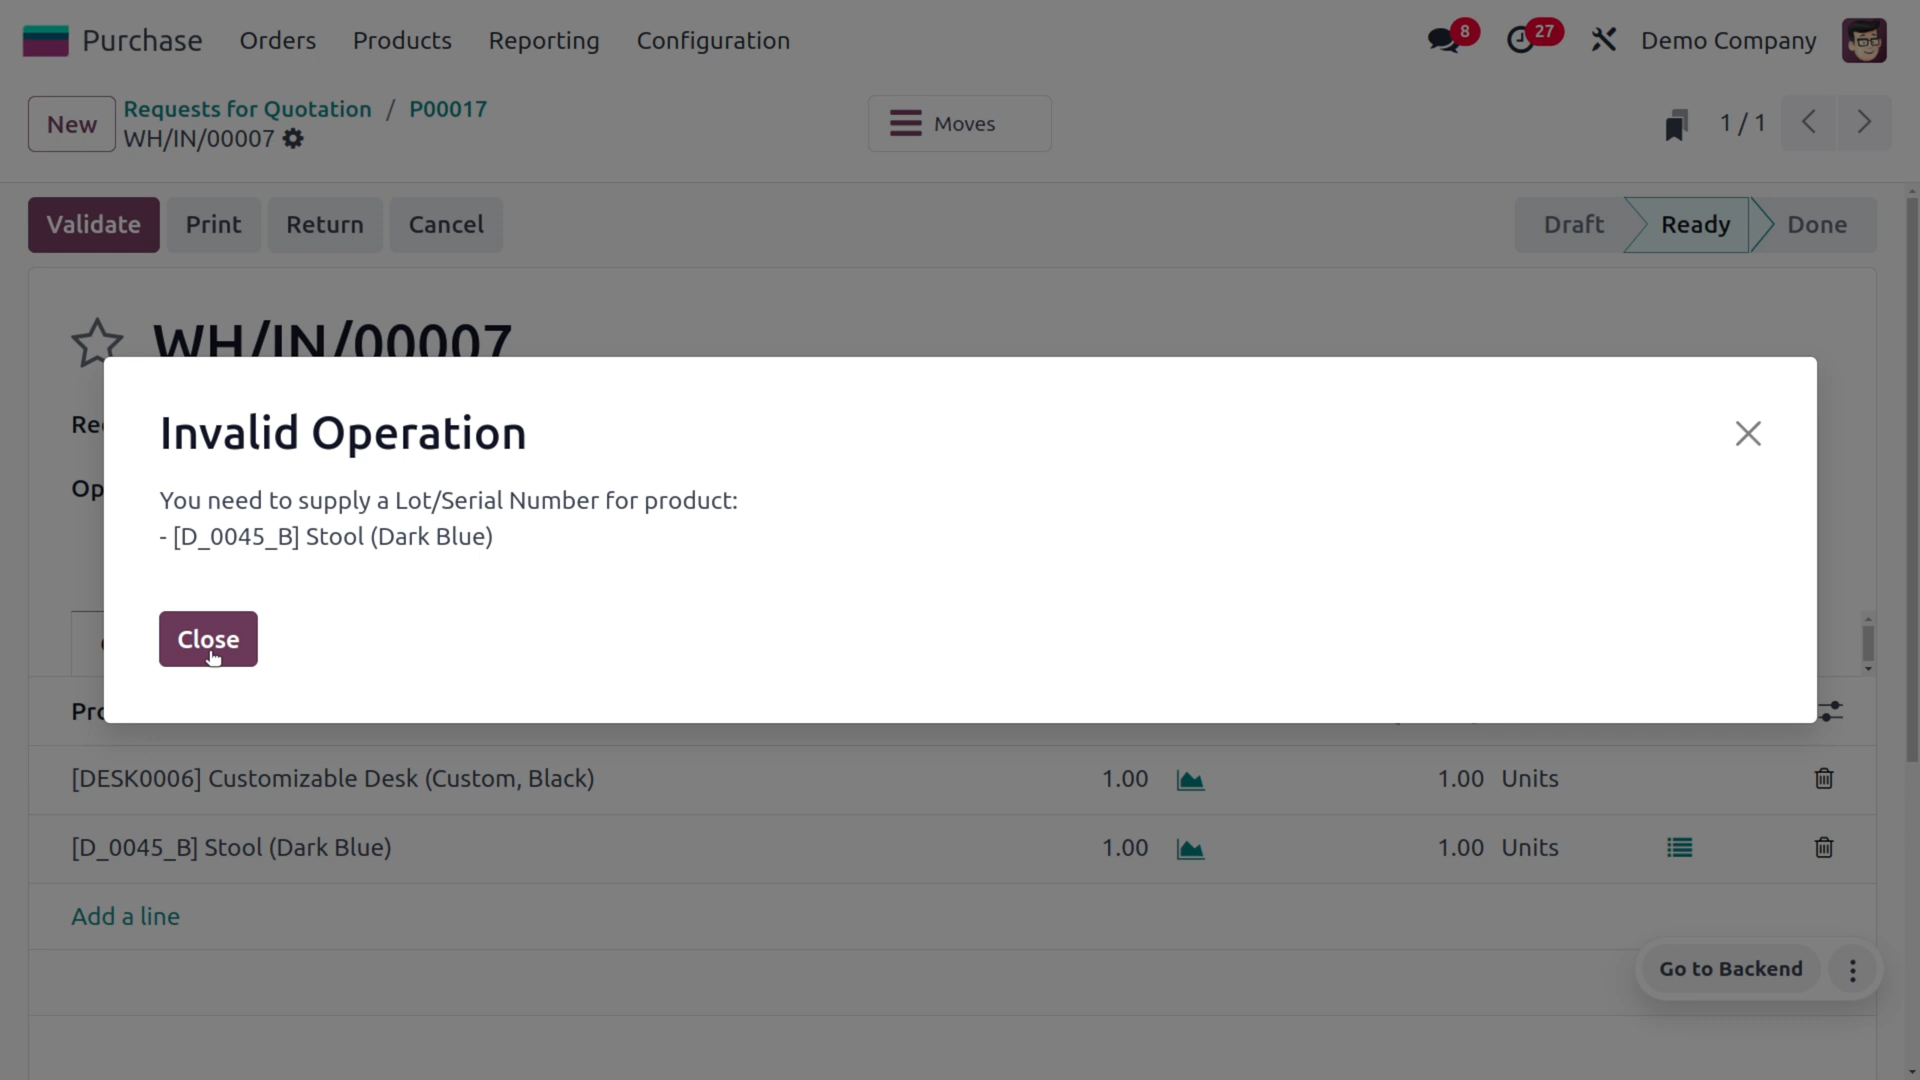 Purchase Orders Products Reporting Configuration 8 27 Demo Company
New Requests for Quotation / P00017
WH/IN/00007
Moves
1 / 1
Validate Print Return Cancel Draft Ready Done
WH/IN/00007
Invalid Operation
You need to supply a Lot/Serial Number for product:
- [D_0045_B] Stool (Dark Blue)
Close
[DESK0006] Customizable Desk (Custom, Black) 1.00 1.00 Units
[D_0045_B] Stool (Dark Blue) 1.00 1.00 Units
Add a line
Go to Backend